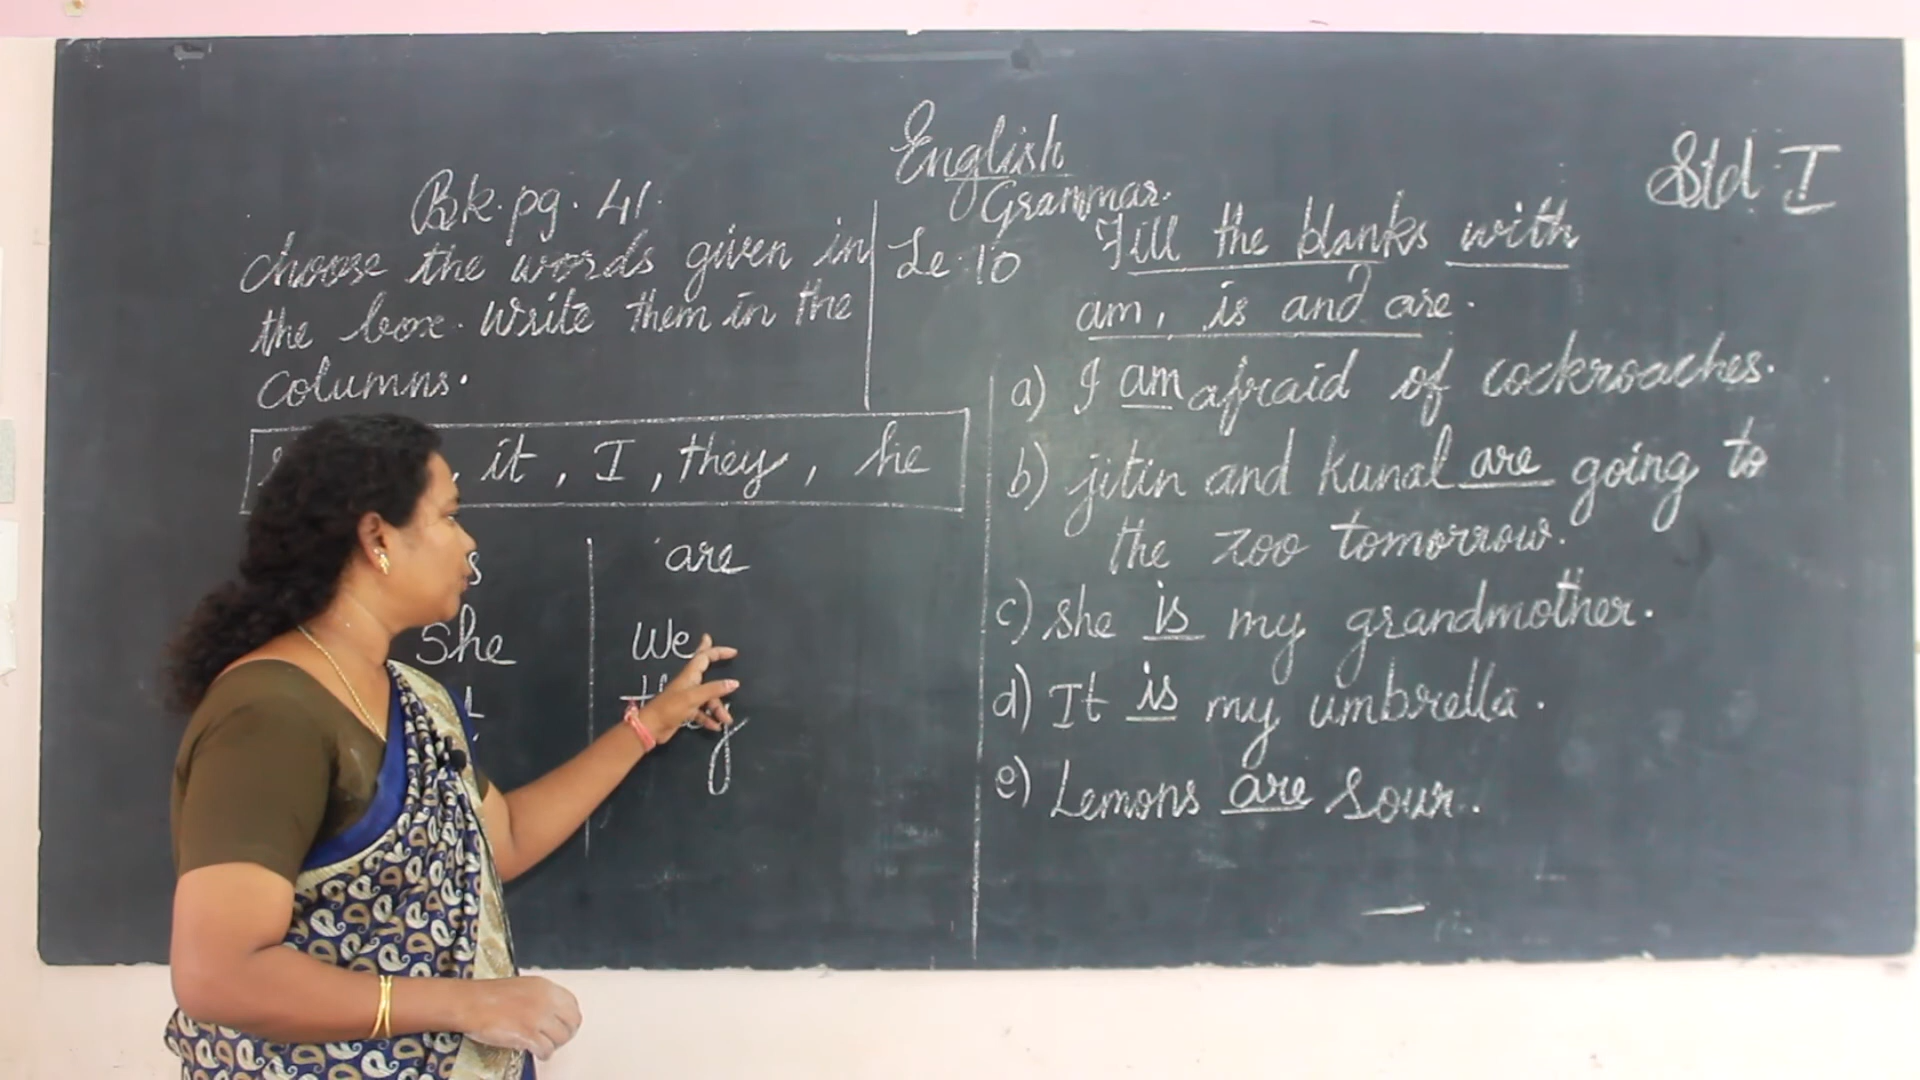 English
Grammar.
Std I
Bk. pg. 41.
choose the words given in
the box. Write them in the
columns.
, it, I, they, he
are
She We
they
Le. 10 Fill the blanks with
am, is and are.
a) I am afraid of cockroaches.
b) jitin and Kunal are going to
the zoo tomorrow.
c) she is my grandmother.
d) It is my umbrella.
e) Lemons are sour.